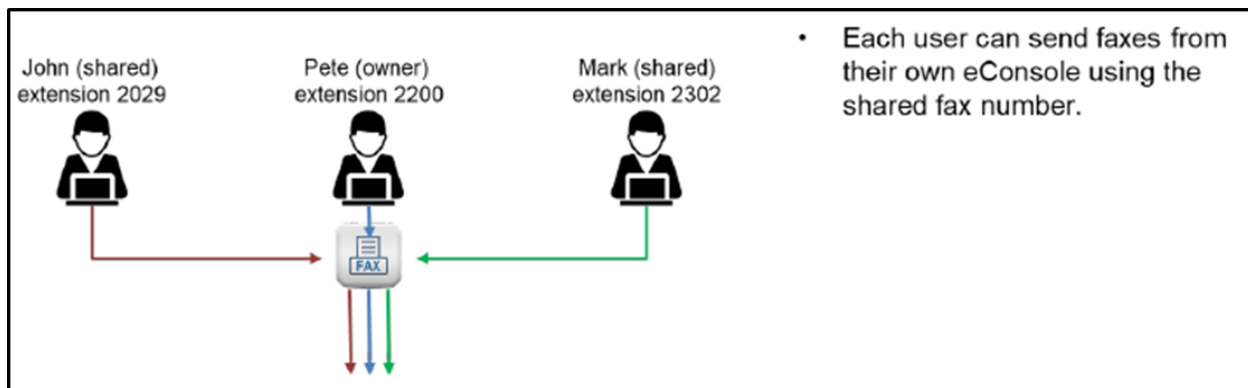 John (shared)
extension 2029
Pete (owner)
extension 2200
Mark (shared)
extension 2302
FAX
• Each user can send faxes from
their own eConsole using the
shared fax number.